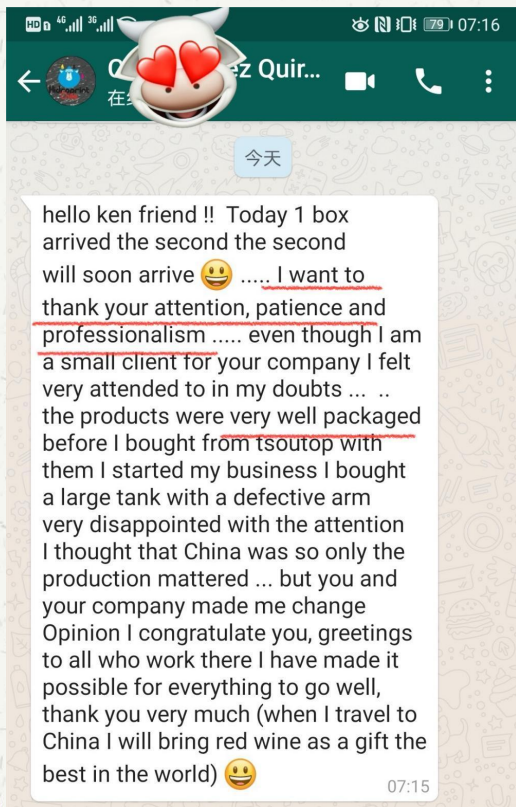 HD 4G 3G 79 07:16
z Quir...
今天
hello ken friend !! Today 1 box
arrived the second the second
will soon arrive 😃 ..... I want to
thank your attention, patience and
professionalism ..... even though I am
a small client for your company I felt
very attended to in my doubts ... ..
the products were very well packaged
before I bought from tsoutop with
them I started my business I bought
a large tank with a defective arm
very disappointed with the attention
I thought that China was so only the
production mattered ... but you and
your company made me change
Opinion I congratulate you, greetings
to all who work there I have made it
possible for everything to go well,
thank you very much (when I travel to
China I will bring red wine as a gift the
best in the world) 😃
07:15